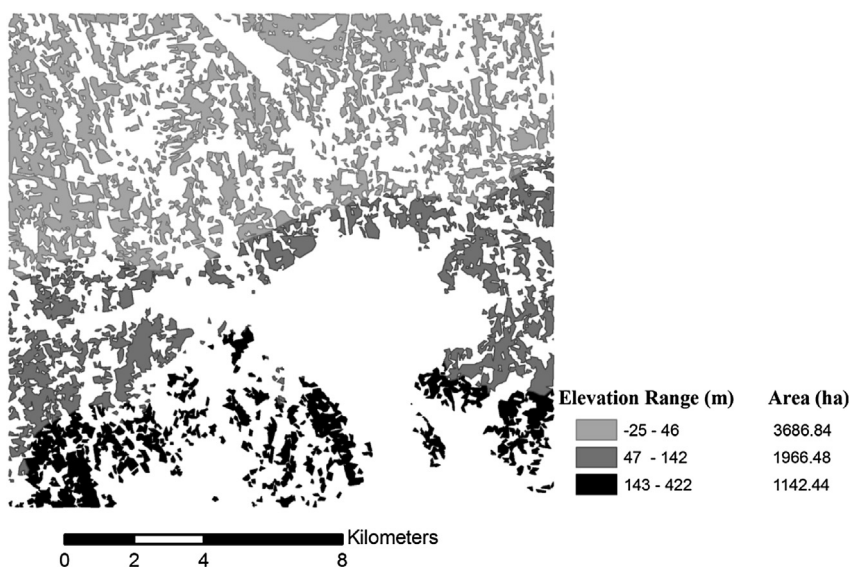 Elevation Range (m) Area (ha)
-25 - 46 3686.84
47 - 142 1966.48
143 - 422 1142.44
Kilometers
0 2 4 8